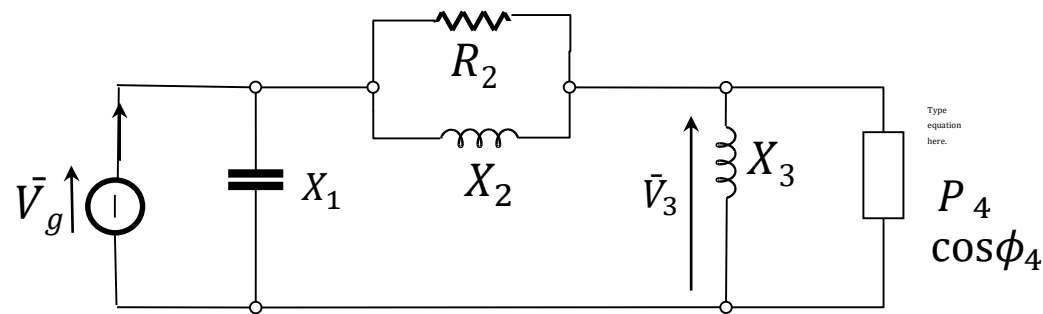 R₂
X₂
V̄g
X₁
V̄₃
X₃
Type
equation
here.
P₄
cosϕ₄